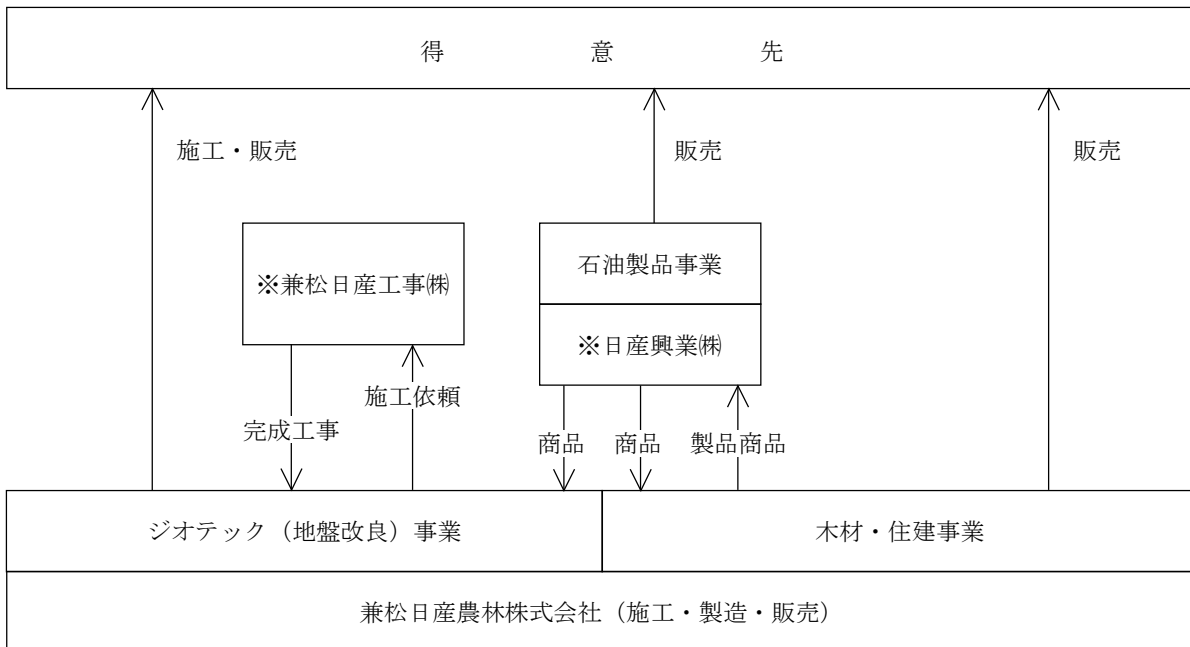 得意先
施工・販売
販売
販売
※兼松日産工事㈱
石油製品事業
※日産興業㈱
施工依頼
完成工事
商品
商品
製品商品
ジオテック（地盤改良）事業
木材・住建事業
兼松日産農林株式会社（施工・製造・販売）